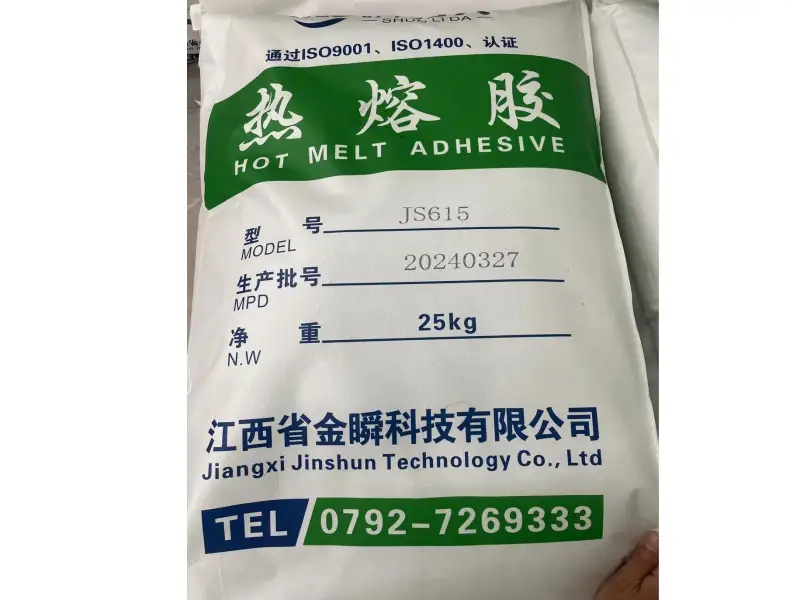 SHUZ,LTDA
通过ISO9001、ISO1400、认证
热熔胶
HOT MELT ADHESIVE
型号 JS615
MODEL
生产批号 20240327
MPD
净重 25kg
N.W
江西省金瞬科技有限公司
Jiangxi Jinshun Technology Co., Ltd
TEL 0792-7269333